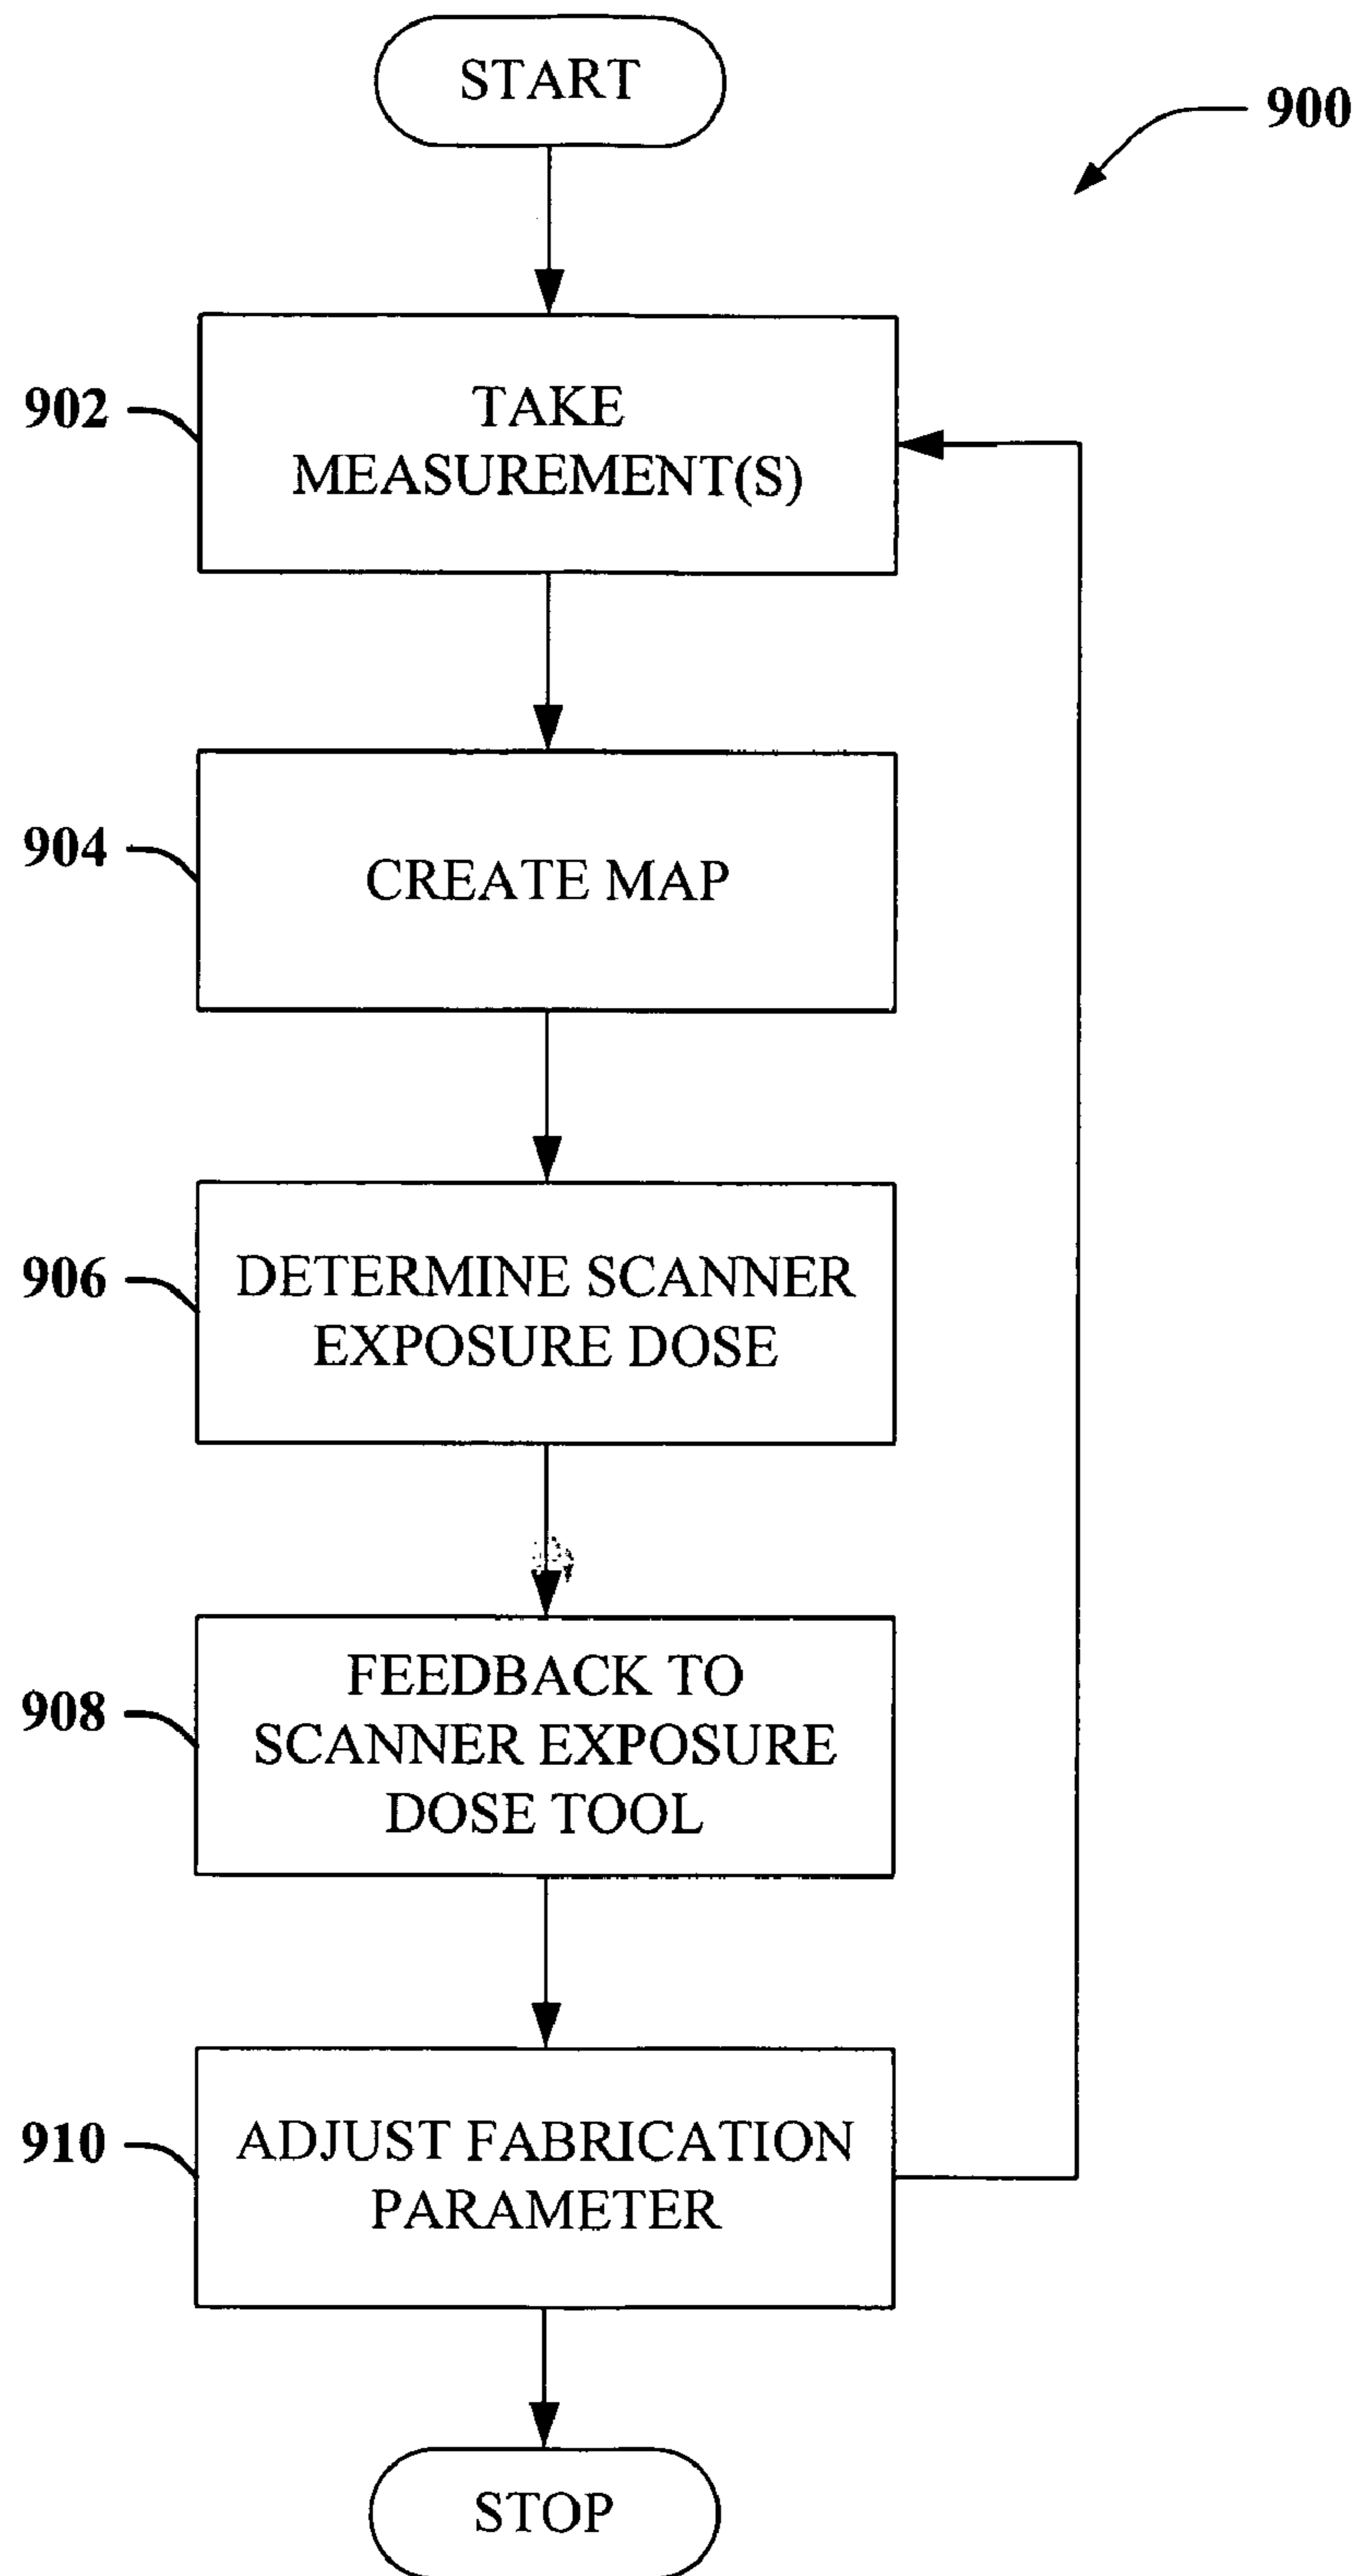 START
900
902
TAKE
MEASUREMENT(S)
904
CREATE MAP
906
DETERMINE SCANNER
EXPOSURE DOSE
908
FEEDBACK TO
SCANNER EXPOSURE
DOSE TOOL
910
ADJUST FABRICATION
PARAMETER
STOP